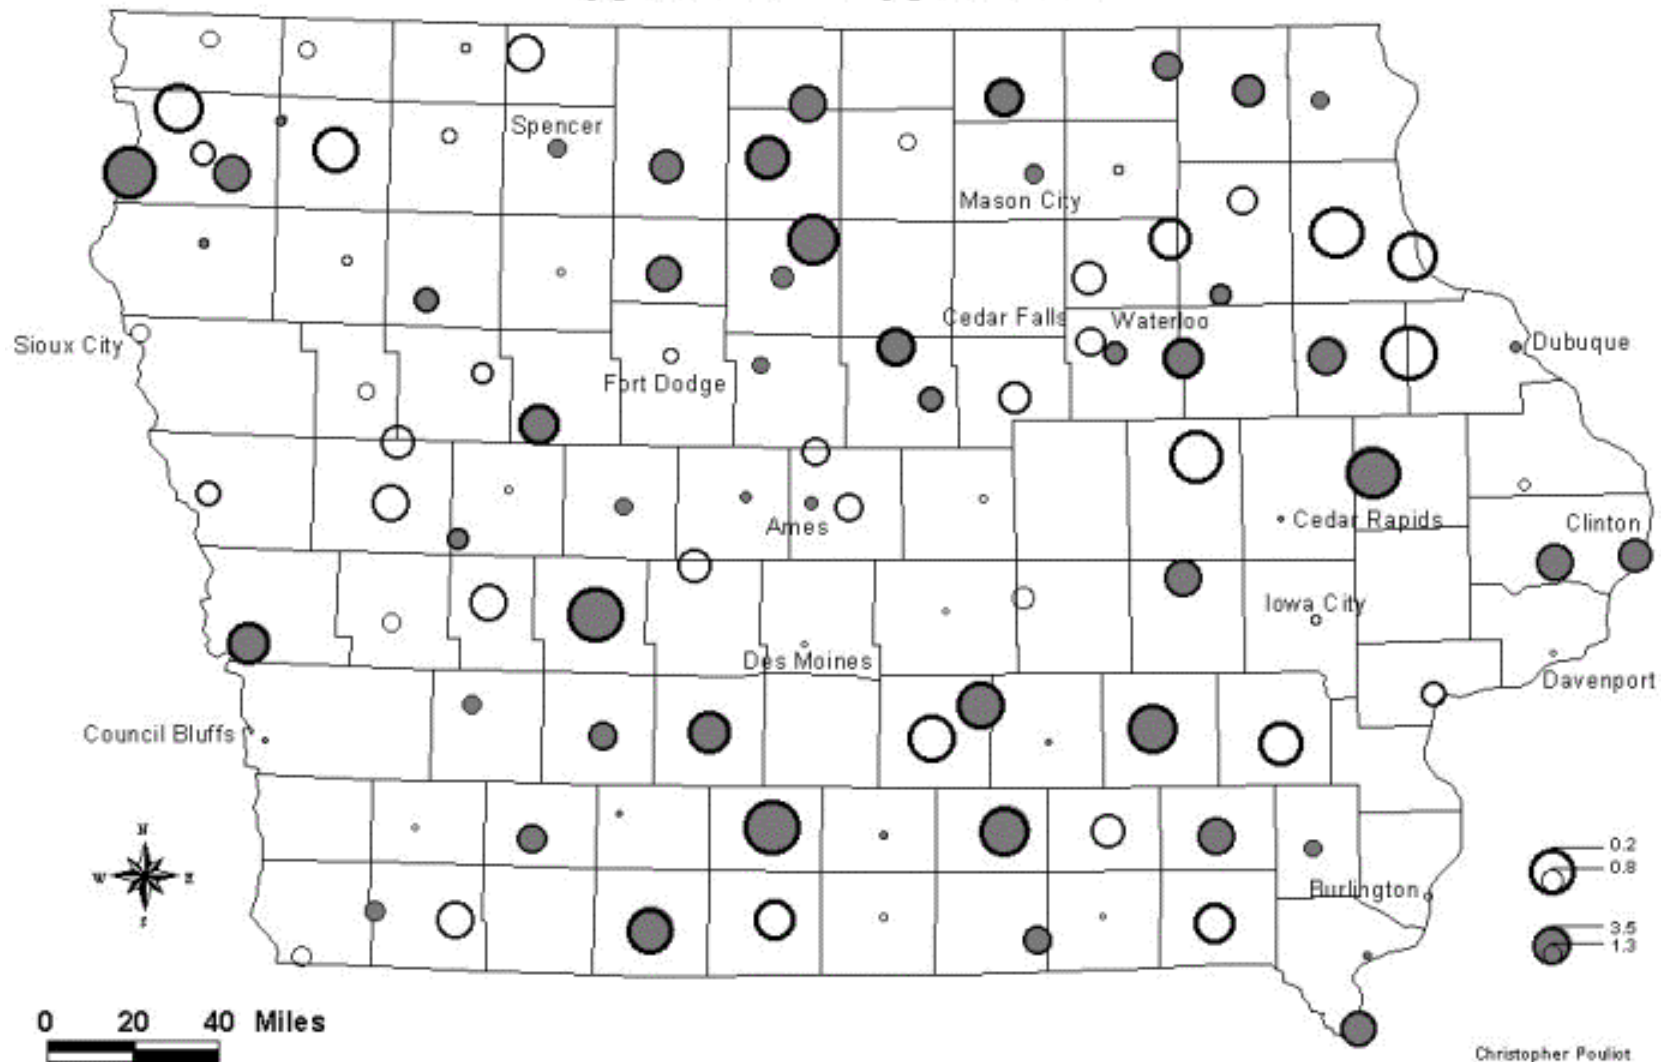 Spencer
Mason City
Cedar Falls
Waterloo
Sioux City
Dubuque
Fort Dodge
Ames
Cedar Rapids
Clinton
Iowa City
Des Moines
Davenport
Council Bluffs
N
W
E
S
0.2
0.8
Burlington
3.5
1.3
0 20 40 Miles
Christopher Pouliot